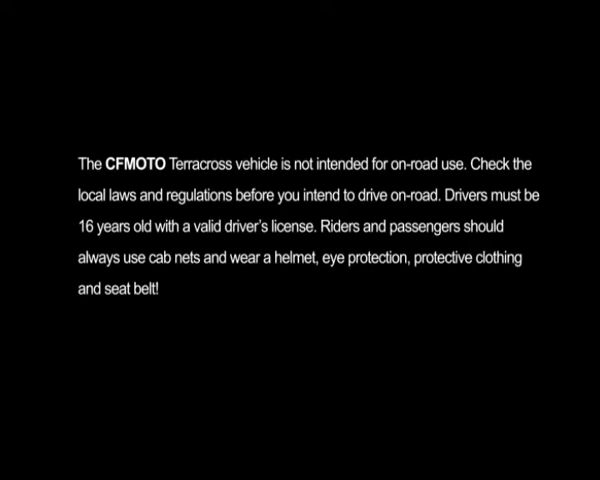 The CFMOTO Terracross vehicle is not intended for on-road use. Check the
local laws and regulations before you intend to drive on-road. Drivers must be
16 years old with a valid driver's license. Riders and passengers should
always use cab nets and wear a helmet, eye protection, protective clothing
and seat belt!